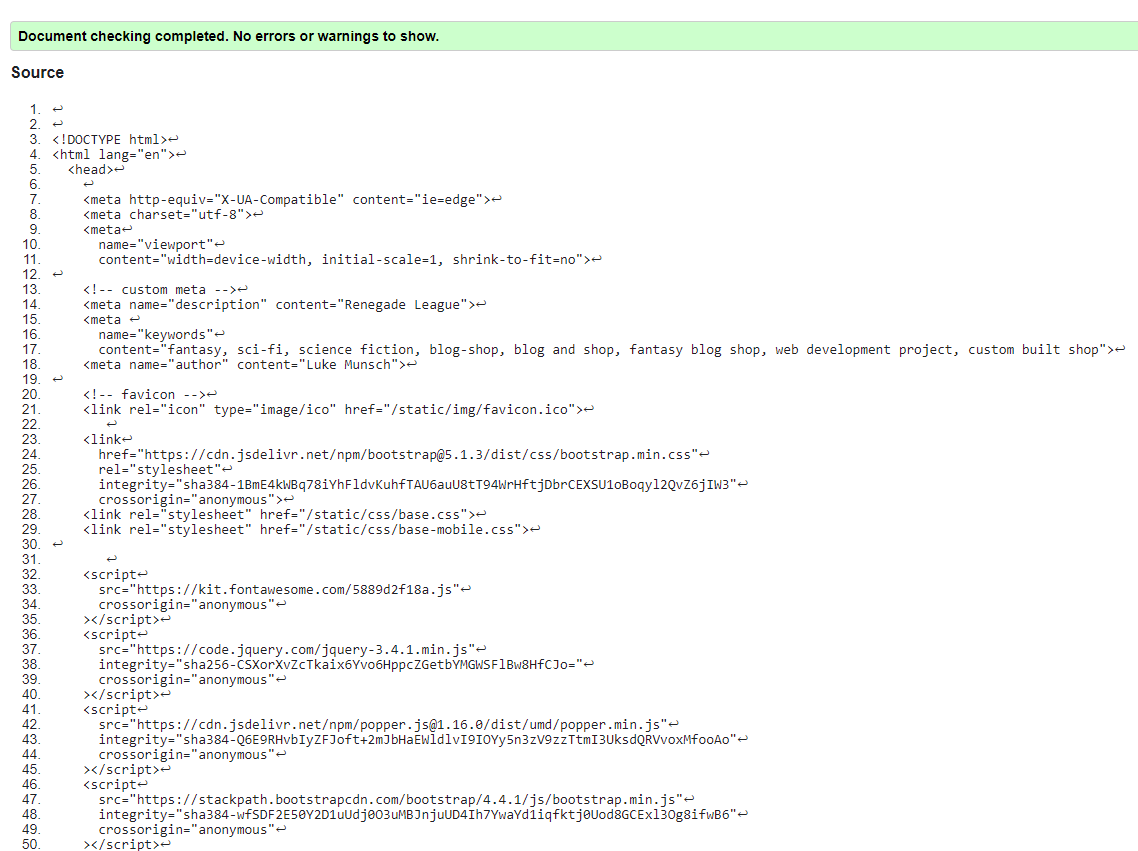 Document checking completed. No errors or warnings to show.
Source
1. ↩
2. ↩
3. <!DOCTYPE html>↩
4. <html lang="en">↩
5. <head>↩
6. ↩
7. <meta http-equiv="X-UA-Compatible" content="ie=edge">↩
8. <meta charset="utf-8">↩
9. <meta↩
10. name="viewport"↩
11. content="width=device-width, initial-scale=1, shrink-to-fit=no">↩
12. ↩
13. <!-- custom meta -->↩
14. <meta name="description" content="Renegade League">↩
15. <meta ↩
16. name="keywords"↩
17. content="fantasy, sci-fi, science fiction, blog-shop, blog and shop, fantasy blog shop, web development project, custom built shop">↩
18. <meta name="author" content="Luke Munsch">↩
19. ↩
20. <!-- favicon -->↩
21. <link rel="icon" type="image/ico" href="/static/img/favicon.ico">↩
22. ↩
23. <link↩
24. href="https://cdn.jsdelivr.net/npm/bootstrap@5.1.3/dist/css/bootstrap.min.css"↩
25. rel="stylesheet"↩
26. integrity="sha384-1BmE4kWBq78iYhFldvKuhfTAU6auU8tT94WrHftjDbrCEXSU1oBoqyl2QvZ6jIW3"↩
27. crossorigin="anonymous">↩
28. <link rel="stylesheet" href="/static/css/base.css">↩
29. <link rel="stylesheet" href="/static/css/base-mobile.css">↩
30. ↩
31. ↩
32. <script↩
33. src="https://kit.fontawesome.com/5889d2f18a.js"↩
34. crossorigin="anonymous"↩
35. ></script>↩
36. <script↩
37. src="https://code.jquery.com/jquery-3.4.1.min.js"↩
38. integrity="sha256-CSXorXvZcTkaix6Yvo6HppcZGetbYMGWSFlBw8HfCJo="↩
39. crossorigin="anonymous"↩
40. ></script>↩
41. <script↩
42. src="https://cdn.jsdelivr.net/npm/popper.js@1.16.0/dist/umd/popper.min.js"↩
43. integrity="sha384-Q6E9RHvbIyZFJoft+2mJbHaEWldlvI9IOYy5n3zV9zzTtmI3UksdQRVvoxMfooAo"↩
44. crossorigin="anonymous"↩
45. ></script>↩
46. <script↩
47. src="https://stackpath.bootstrapcdn.com/bootstrap/4.4.1/js/bootstrap.min.js"↩
48. integrity="sha384-wfSDF2E50Y2D1uUdj0O3uMBJnjuUD4Ih7YwaYd1iqfktj0Uod8GCExl3Og8ifwB6"↩
49. crossorigin="anonymous"↩
50. ></script>↩